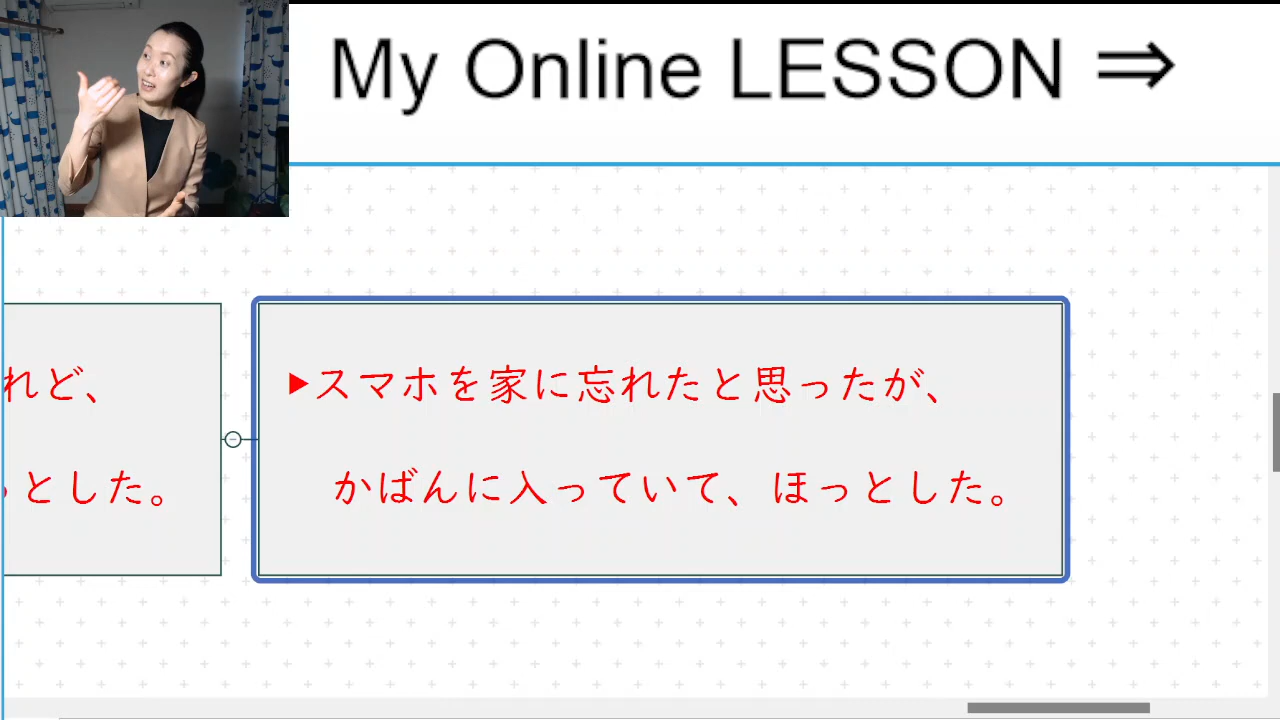 My Online LESSON ⇒
れど、
とした。
▶スマホを家に忘れたと思ったが、
かばんに入っていて、ほっとした。